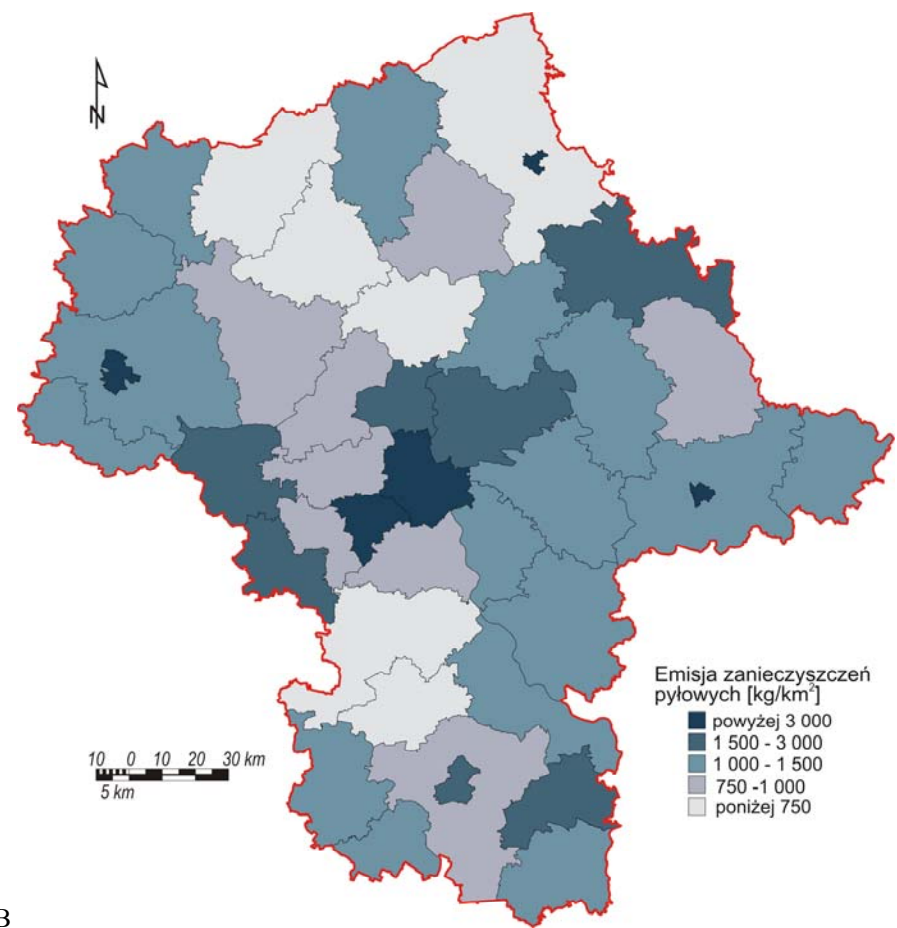 N
Emisja zanieczyszczeń
pyłowych [kg/km²]
powyżej 3 000
1 500 - 3 000
1 000 - 1 500
750 -1 000
poniżej 750
10 0 10 20 30 km
5 km
B